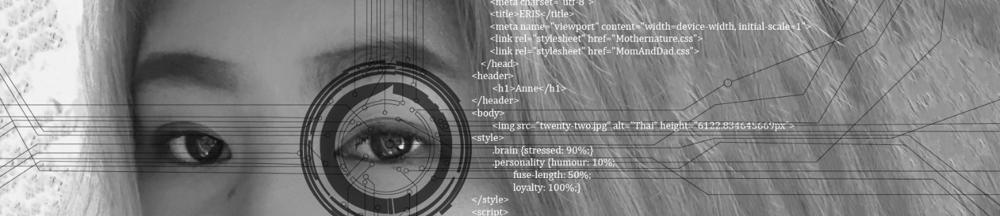 <meta charset="utf-8">
<title>ERIS</title>
<meta name="viewport" content="width=device-width, initial-scale=1">
<link rel="stylesheet" href="Mothernature.css">
<link rel="stylesheet" href="MomAndDad.css">
</head>
<header>
<h1>Anne</h1>
</header>
<body>
<img src="twenty-two.jpg" alt="Thai" height="6122.834645669px">
<style>
.brain {stressed: 90%;}
.personality {humour: 10%;
fuse-length: 50%;
loyalty: 100%;}
</style>
<script>